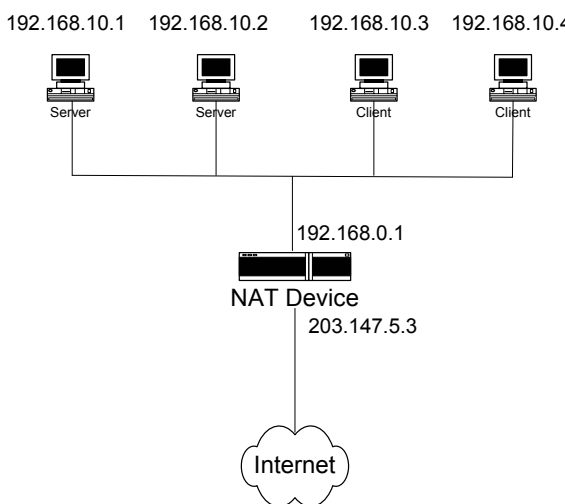 192.168.10.1 192.168.10.2 192.168.10.3 192.168.10.4
Server Server Client Client
192.168.0.1
NAT Device
203.147.5.3
Internet